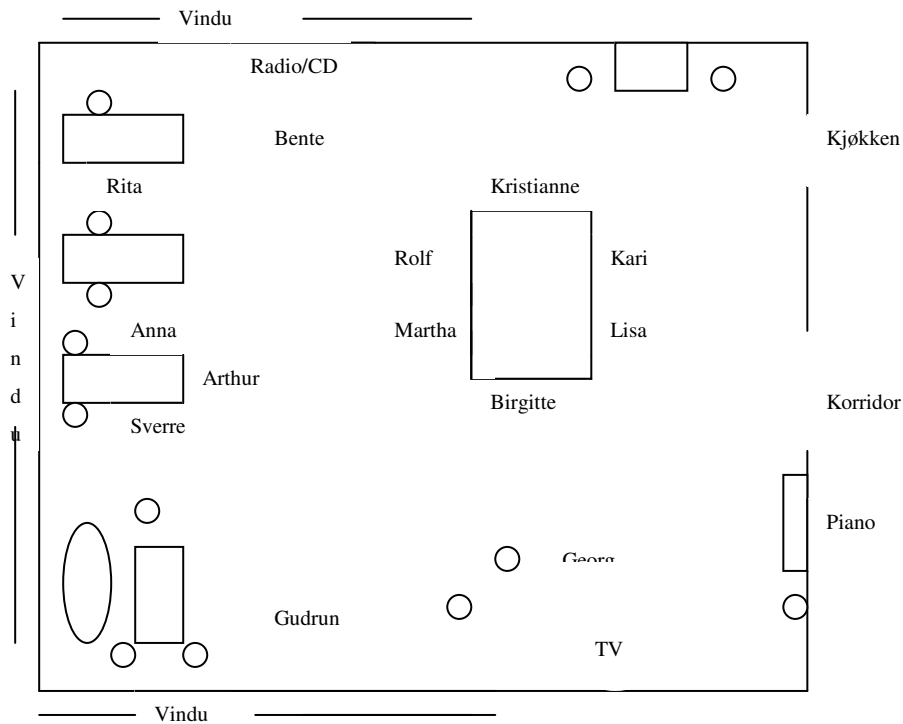 Vindu
Radio/CD
Bente
Kjøkken
Rita
Kristianne
Rolf
Kari
Vindu
Anna
Martha
Lisa
Arthur
Birgitte
Korridor
Sverre
Piano
Georg
Gudrun
TV
Vindu